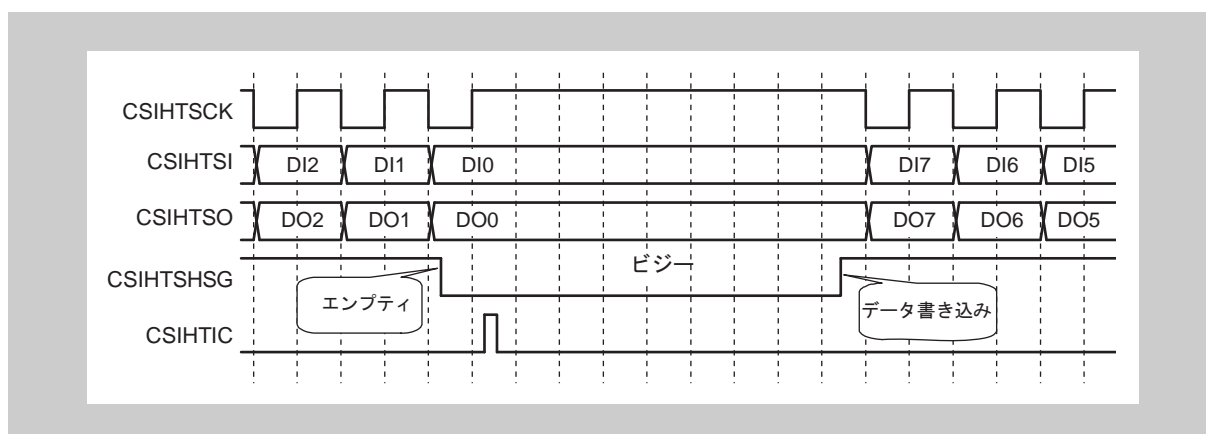 CSIHTSCK
CSIHTSI DI2 DI1 DI0 DI7 DI6 DI5
CSIHTSO DO2 DO1 DO0 DO7 DO6 DO5
CSIHTSHSG ビジー
エンプティ データ書き込み
CSIHTIC